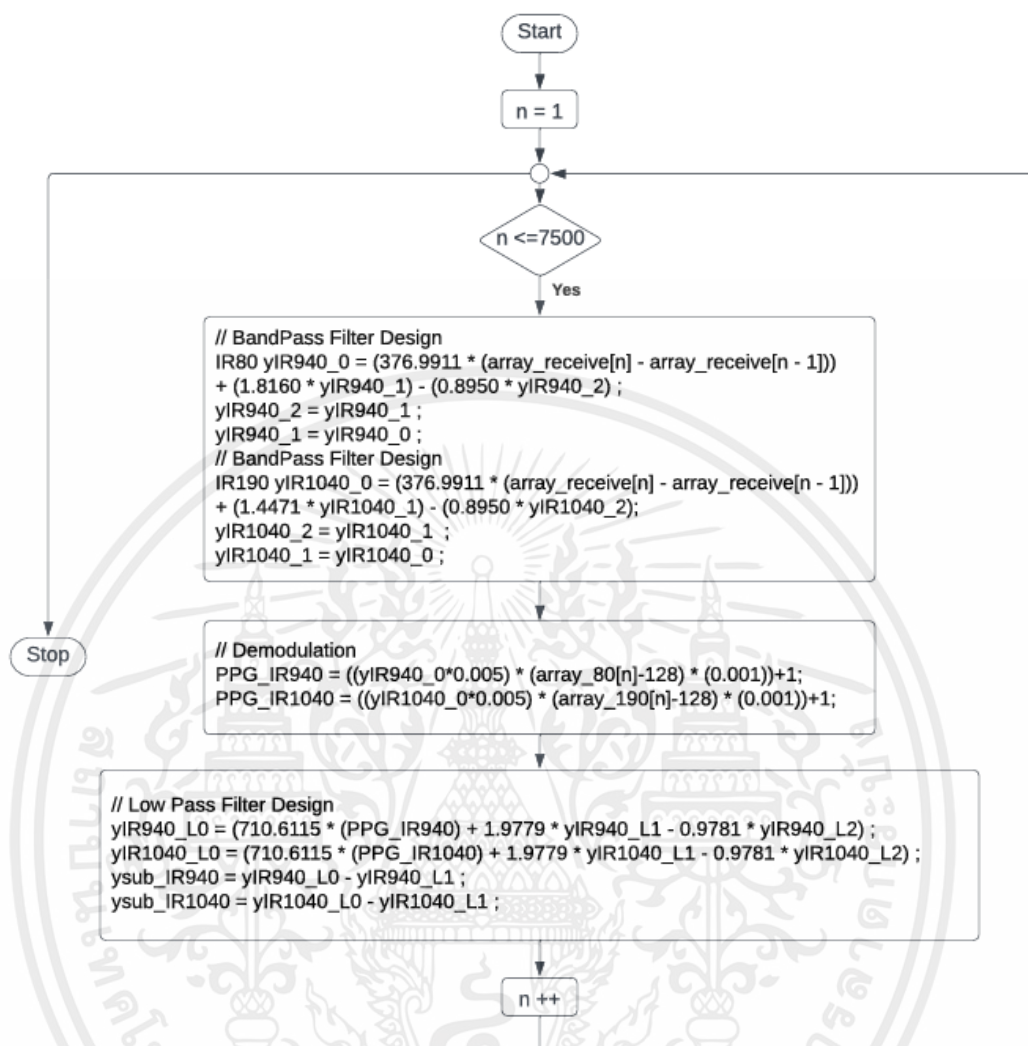 Start
n = 1
n <=7500
Yes
// BandPass Filter Design
IR80 yIR940_0 = (376.9911 * (array_receive[n] - array_receive[n - 1]))
+ (1.8160 * yIR940_1) - (0.8950 * yIR940_2) ;
yIR940_2 = yIR940_1 ;
yIR940_1 = yIR940_0 ;
// BandPass Filter Design
IR190 yIR1040_0 = (376.9911 * (array_receive[n] - array_receive[n - 1]))
+ (1.4471 * yIR1040_1) - (0.8950 * yIR1040_2);
yIR1040_2 = yIR1040_1 ;
yIR1040_1 = yIR1040_0 ;
Stop
// Demodulation
PPG_IR940 = ((yIR940_0*0.005) * (array_80[n]-128) * (0.001))+1;
PPG_IR1040 = ((yIR1040_0*0.005) * (array_190[n]-128) * (0.001))+1;
// Low Pass Filter Design
yIR940_L0 = (710.6115 * (PPG_IR940) + 1.9779 * yIR940_L1 - 0.9781 * yIR940_L2) ;
yIR1040_L0 = (710.6115 * (PPG_IR1040) + 1.9779 * yIR1040_L1 - 0.9781 * yIR1040_L2) ;
ysub_IR940 = yIR940_L0 - yIR940_L1 ;
ysub_IR1040 = yIR1040_L0 - yIR1040_L1 ;
n ++